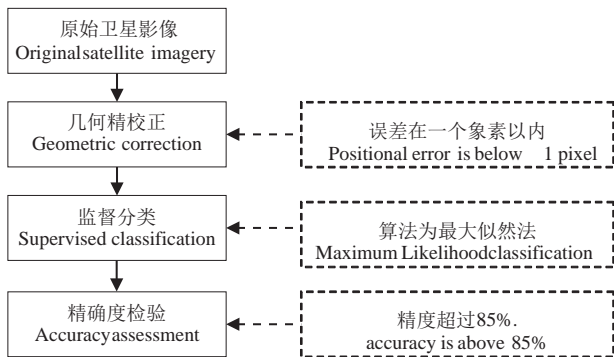 原始卫星影像
Originalsatellite imagery
几何精校正
Geometric correction
误差在一个象素以内
Positional error is below 1 pixel
监督分类
Supervised classification
算法为最大似然法
Maximum Likelihoodclassification
精确度检验
Accuracyassessment
精度超过85%.
accuracy is above 85%